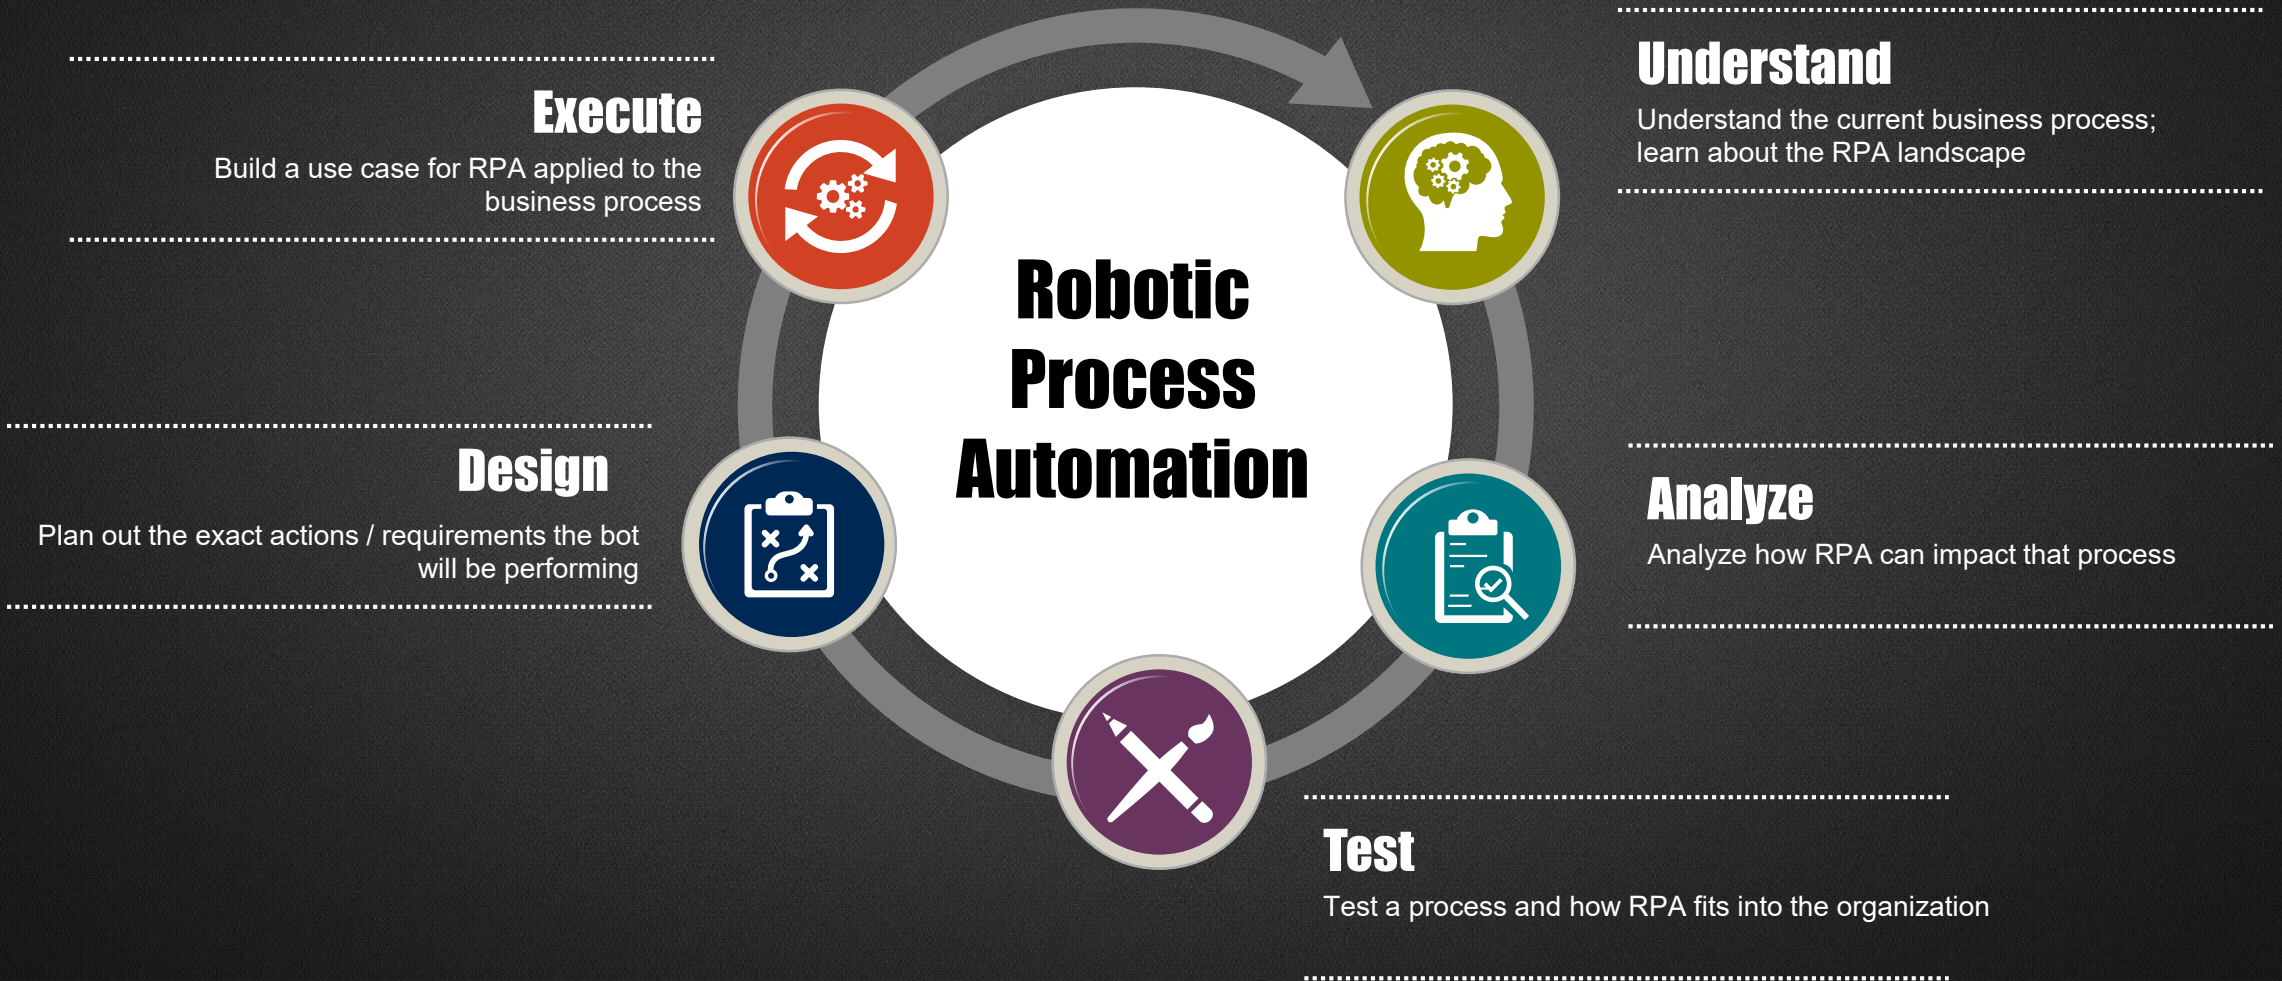 Robotic
Process
Automation
Understand
Understand the current business process;
learn about the RPA landscape
Analyze
Analyze how RPA can impact that process
Test
Test a process and how RPA fits into the organization
Design
Plan out the exact actions / requirements the bot
will be performing
Execute
Build a use case for RPA applied to the
business process